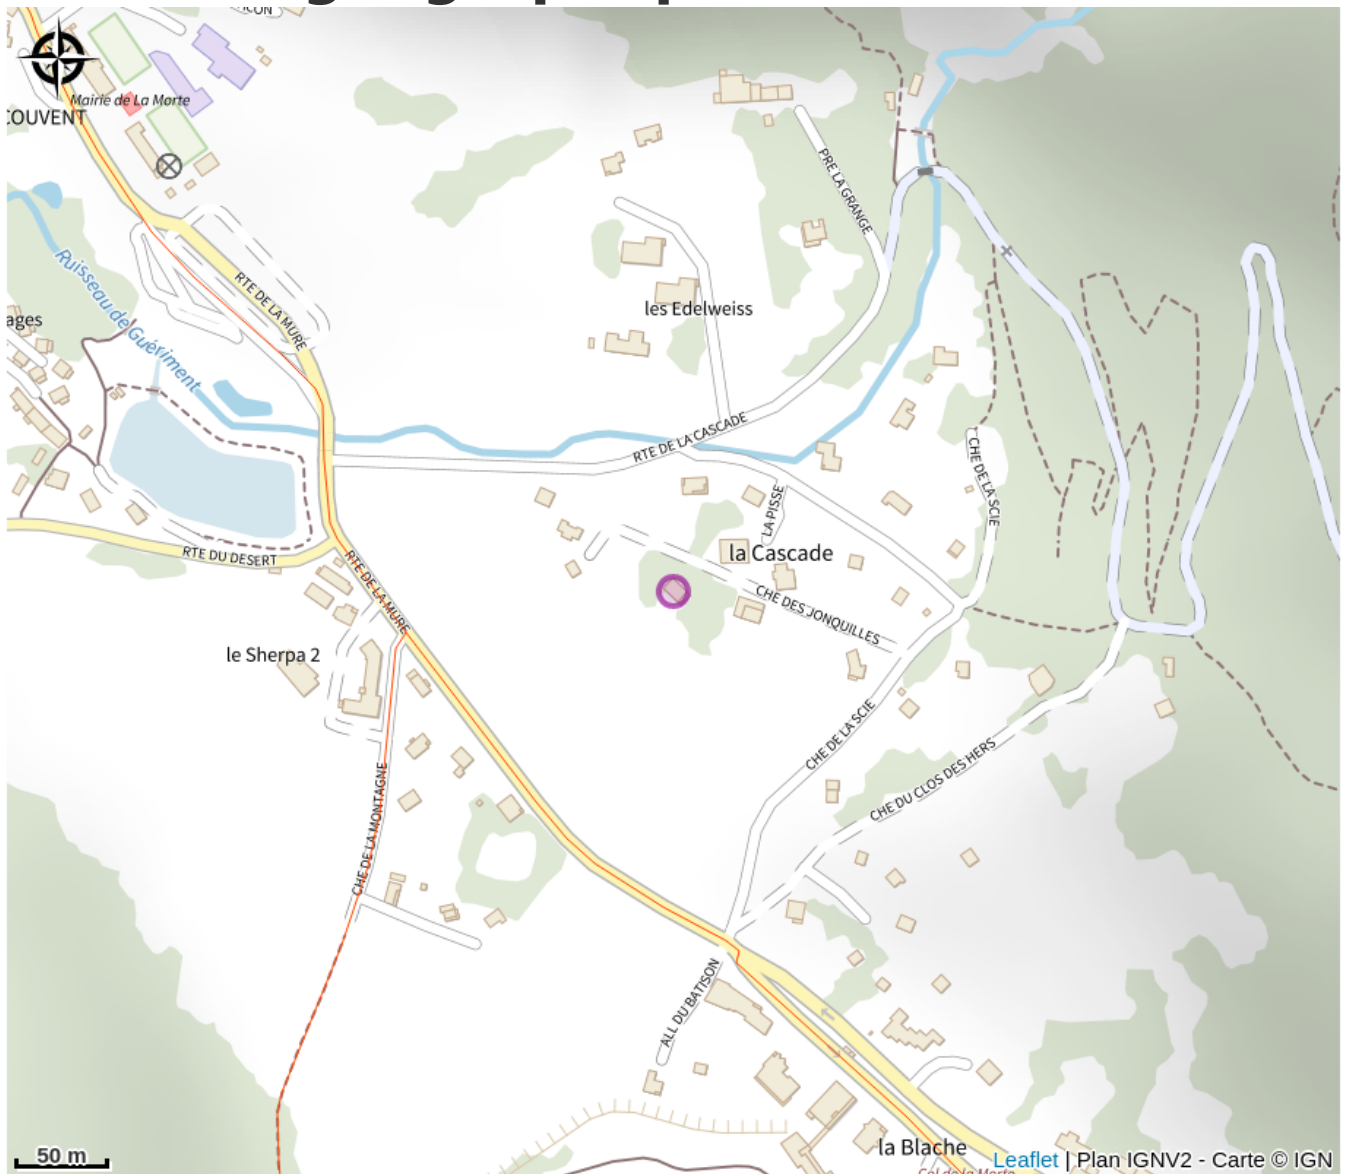 Mairie de La Morte
COUVENT
PRE LA GRANGE
Ruisseau de Guériment
RTE DE LA MURE
les Edelweiss
ages
RTE DE LA CASCADE
CHE DE LA SCIE
LA PISSE
la Cascade
RTE DU DESERT
RTE DE LA MURE
CHE DES JONQUILLES
le Sherpa 2
CHE DE LA SCIE
CHE DU CLOS DES HERS
CHE DE LA MONTAGNE
ALL DU BATISON
la Blache
50 m
Leaflet | Plan IGNV2 - Carte © IGN